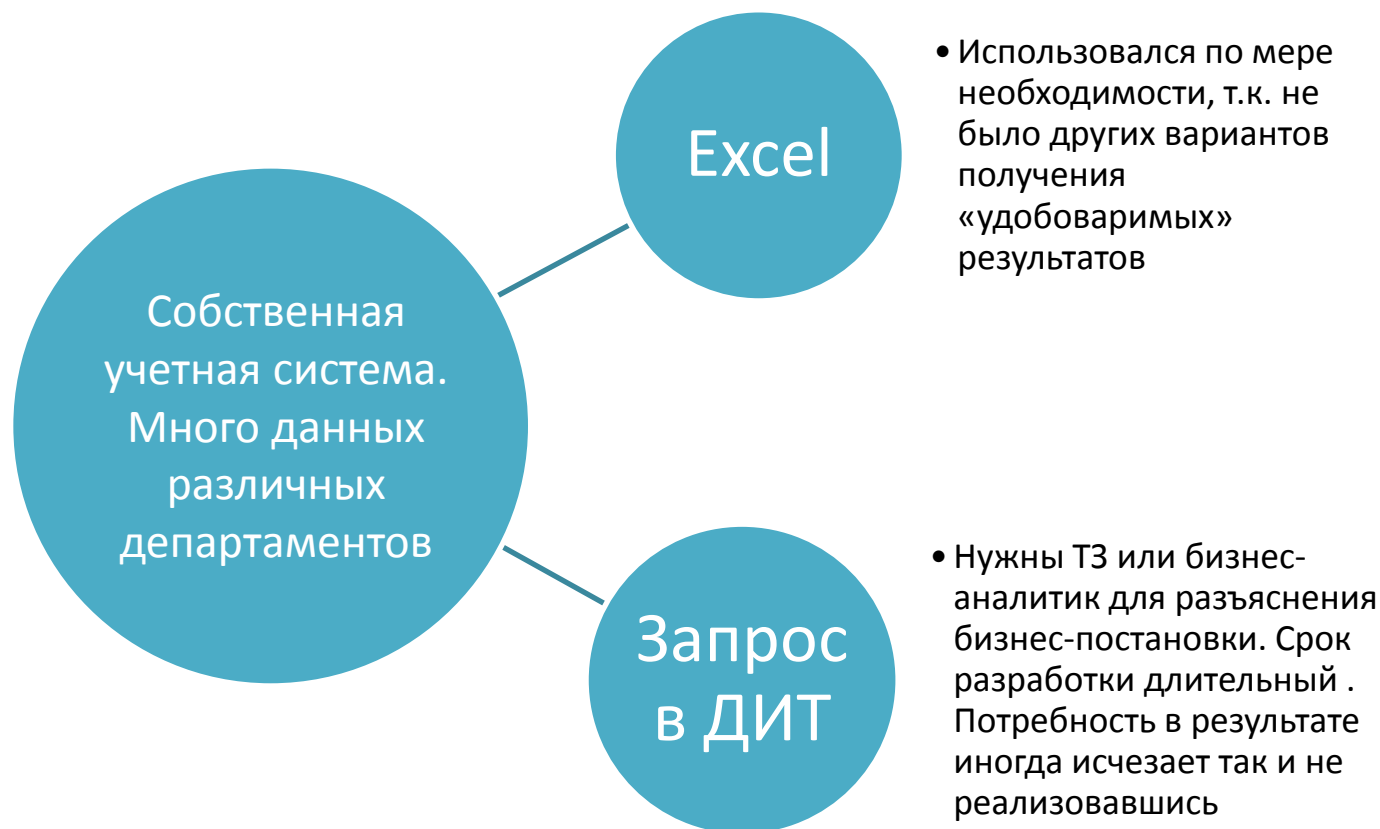 Собственная
учетная система.
Много данных
различных
департаментов
Excel
• Использовался по мере
необходимости, т.к. не
было других вариантов
получения
«удобоваримых»
результатов
Запрос
в ДИТ
• Нужны ТЗ или бизнес-
аналитик для разъяснения
бизнес-постановки. Срок
разработки длительный .
Потребность в результате
иногда исчезает так и не
реализовавшись